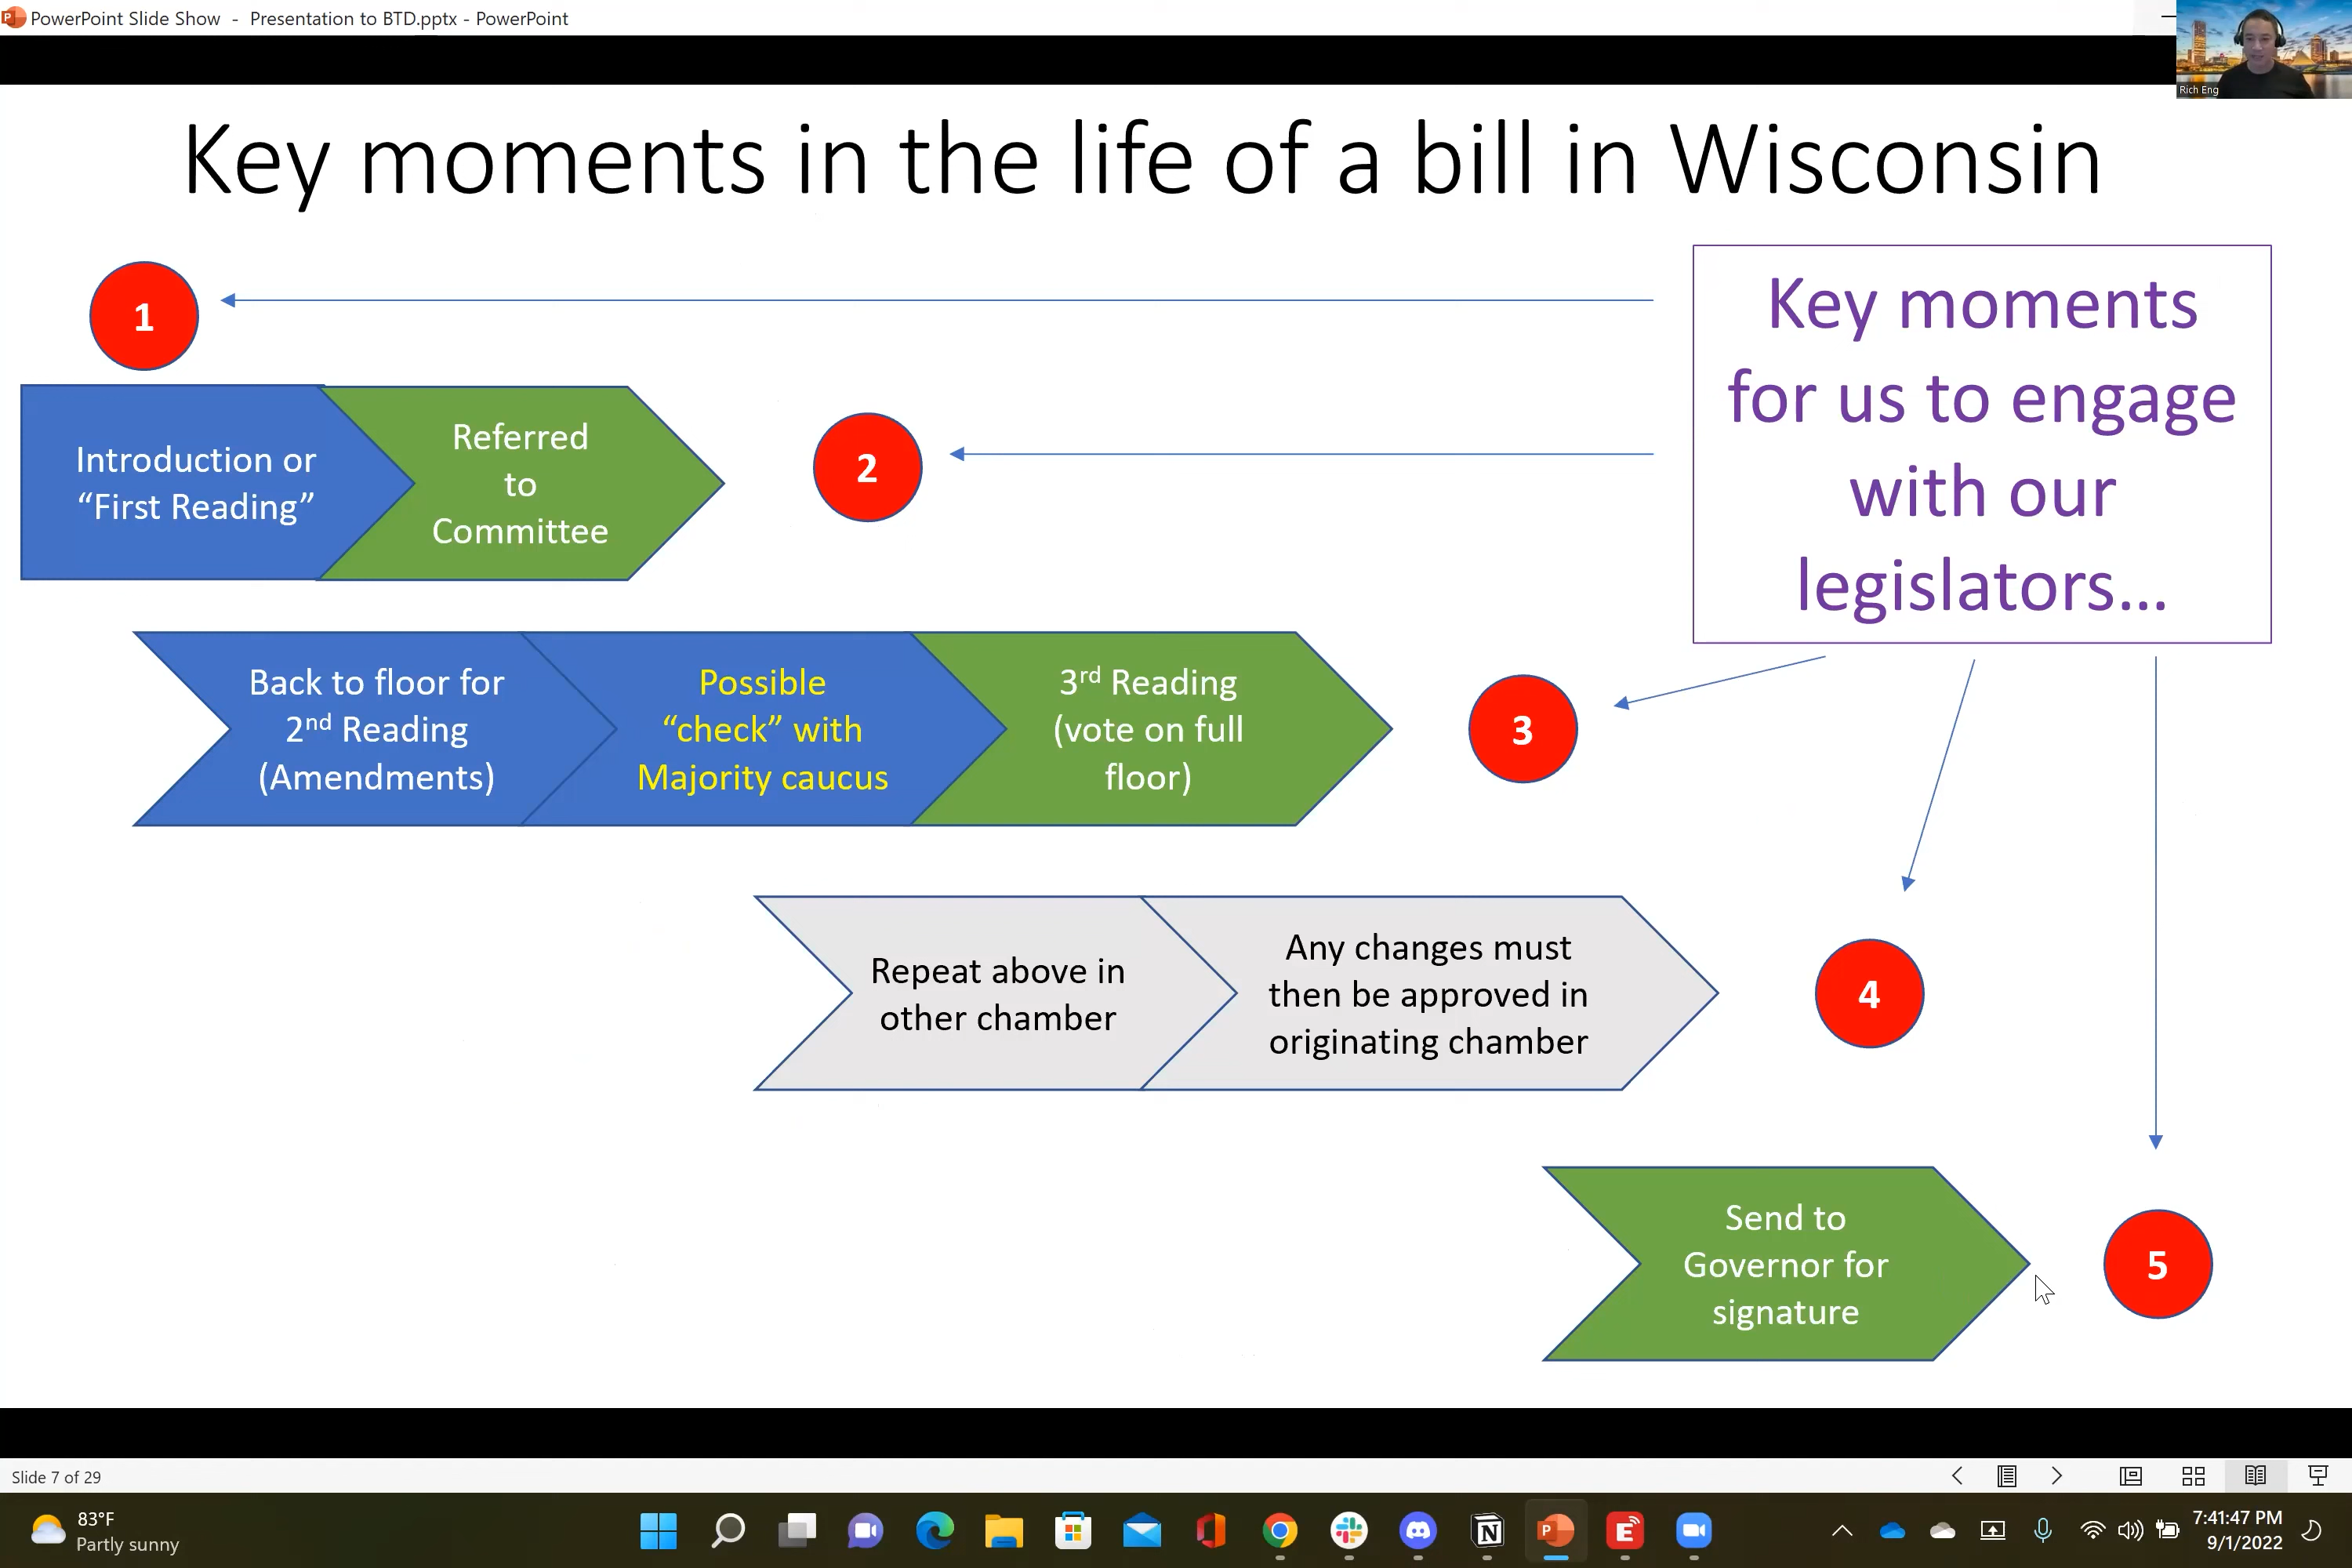 PowerPoint Slide Show - Presentation to BTD.pptx - PowerPoint
Rich Eng
Key moments in the life of a bill in Wisconsin
1
Key moments
for us to engage
with our
legislators...
Introduction or
“First Reading”
Referred
to
Committee
2
Back to floor for
2nd Reading
(Amendments)
Possible
“check” with
Majority caucus
3rd Reading
(vote on full
floor)
3
Repeat above in
other chamber
Any changes must
then be approved in
originating chamber
4
Send to
Governor for
signature
5
Slide 7 of 29
83°F
Partly sunny
7:41:47 PM
9/1/2022